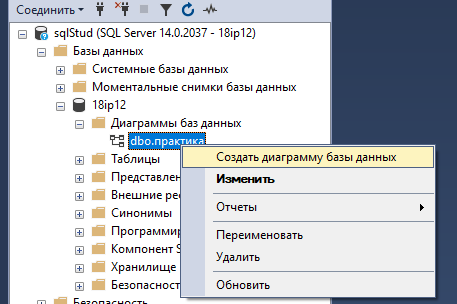 Соединить
sqlStud (SQL Server 14.0.2037 - 18ip12)
Базы данных
Системные базы данных
Моментальные снимки базы данных
18ip12
Диаграммы баз данных
dbo.практика
Создать диаграмму базы данных
Таблицы
Изменить
Представлен
Внешние рес
Отчеты
Синонимы
Программир
Переименовать
Компонент S
Удалить
Хранилище
Безопасност
Обновить
Безопасность